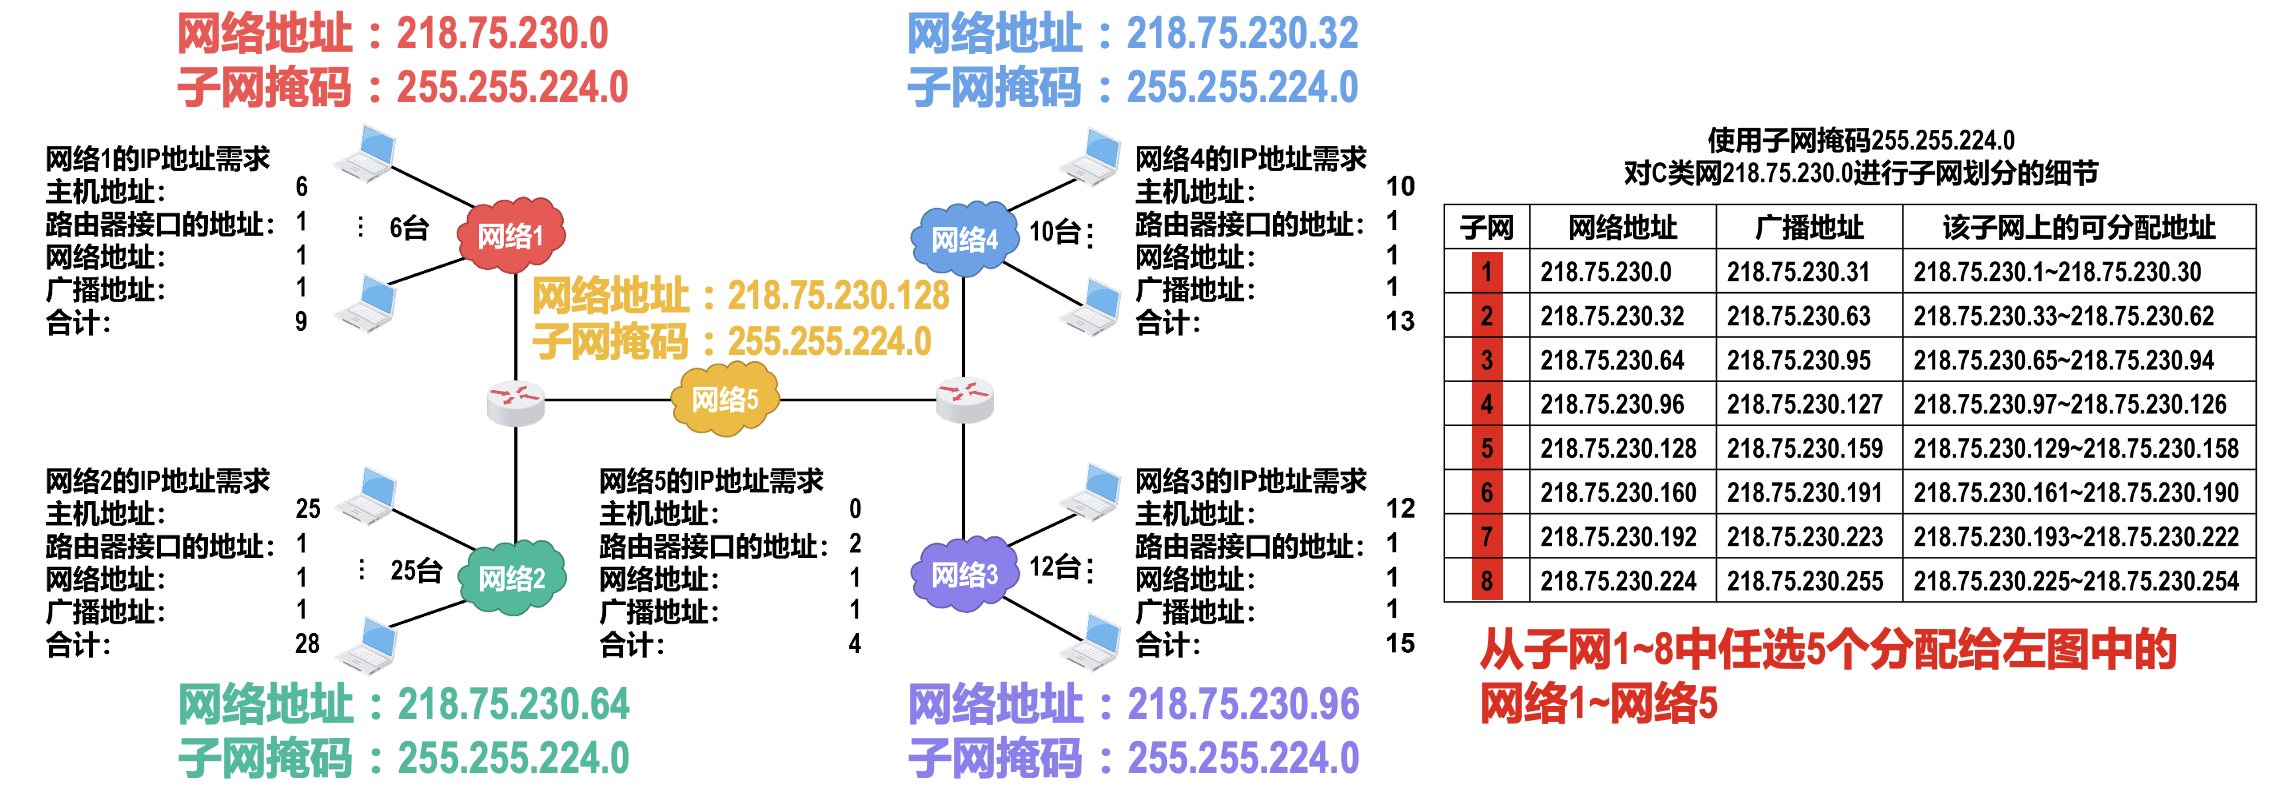 网络地址：218.75.230.0
子网掩码：255.255.224.0
网络地址：218.75.230.32
子网掩码：255.255.224.0
网络1的IP地址需求
主机地址： 6
路由器接口的地址： 1
网络地址： 1
广播地址： 1
合计： 9
6台
网络1
网络4
10台
网络4的IP地址需求
主机地址： 10
路由器接口的地址： 1
网络地址： 1
广播地址： 1
合计： 13
网络地址：218.75.230.128
子网掩码：255.255.224.0
网络5
网络2的IP地址需求
主机地址： 25
路由器接口的地址： 1
网络地址： 1
广播地址： 1
合计： 28
25台
网络2
网络5的IP地址需求
主机地址： 0
路由器接口的地址： 2
网络地址： 1
广播地址： 1
合计： 4
网络3
12台
网络3的IP地址需求
主机地址： 12
路由器接口的地址： 1
网络地址： 1
广播地址： 1
合计： 15
网络地址：218.75.230.64
子网掩码：255.255.224.0
网络地址：218.75.230.96
子网掩码：255.255.224.0
使用子网掩码255.255.224.0
对C类网218.75.230.0进行子网划分的细节
子网 网络地址 广播地址 该子网上的可分配地址
1 218.75.230.0 218.75.230.31 218.75.230.1~218.75.230.30
2 218.75.230.32 218.75.230.63 218.75.230.33~218.75.230.62
3 218.75.230.64 218.75.230.95 218.75.230.65~218.75.230.94
4 218.75.230.96 218.75.230.127 218.75.230.97~218.75.230.126
5 218.75.230.128 218.75.230.159 218.75.230.129~218.75.230.158
6 218.75.230.160 218.75.230.191 218.75.230.161~218.75.230.190
7 218.75.230.192 218.75.230.223 218.75.230.193~218.75.230.222
8 218.75.230.224 218.75.230.255 218.75.230.225~218.75.230.254
从子网1~8中任选5个分配给左图中的
网络1~网络5